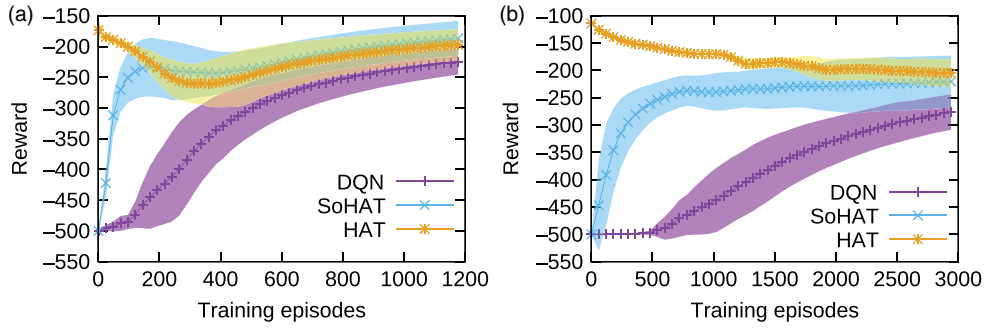 (a)
−150
−200
−250
−300
−350
−400
−450
−500
−550
Reward
DQN
SoHAT
HAT
0 200 400 600 800 1000 1200
Training episodes
(b)
−100
−150
−200
−250
−300
−350
−400
−450
−500
−550
Reward
DQN
SoHAT
HAT
0 500 1000 1500 2000 2500 3000
Training episodes